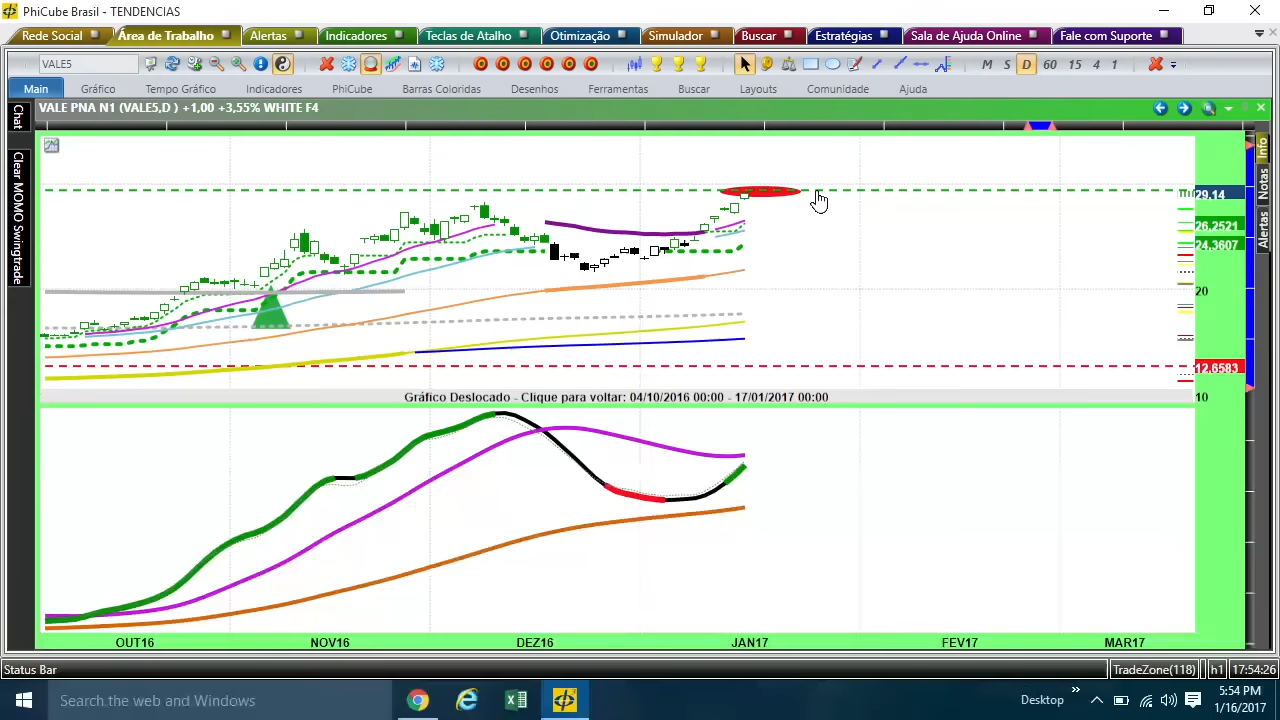 PhiCube Brasil - TENDENCIAS
Rede Social Área de Trabalho Alertas Indicadores Teclas de Atalho Otimização Simulador Buscar Estratégias Sala de Ajuda Online Fale com Suporte
VALE5 M S D 60 15 4 1
Main Gráfico Tempo Gráfico Indicadores PhiCube Barras Coloridas Desenhos Ferramentas Buscar Layouts Comunidade Ajuda
VALE PNA N1 (VALE5,D ) +1,00 +3,55% WHITE F4
Chat
Clear MIMO Swingtrade
Info
Novas
Alertas
29.14
26.2521
24.3607
20
12.6583
10
Gráfico Deslocado - Clique para voltar: 04/10/2016 00:00 - 17/01/2017 00:00
OUT16 NOV16 DEZ16 JAN17 FEV17 MAR17
Status Bar TradeZone(118) h1 17:54:26
Search the web and Windows Desktop 5:54 PM
1/16/2017